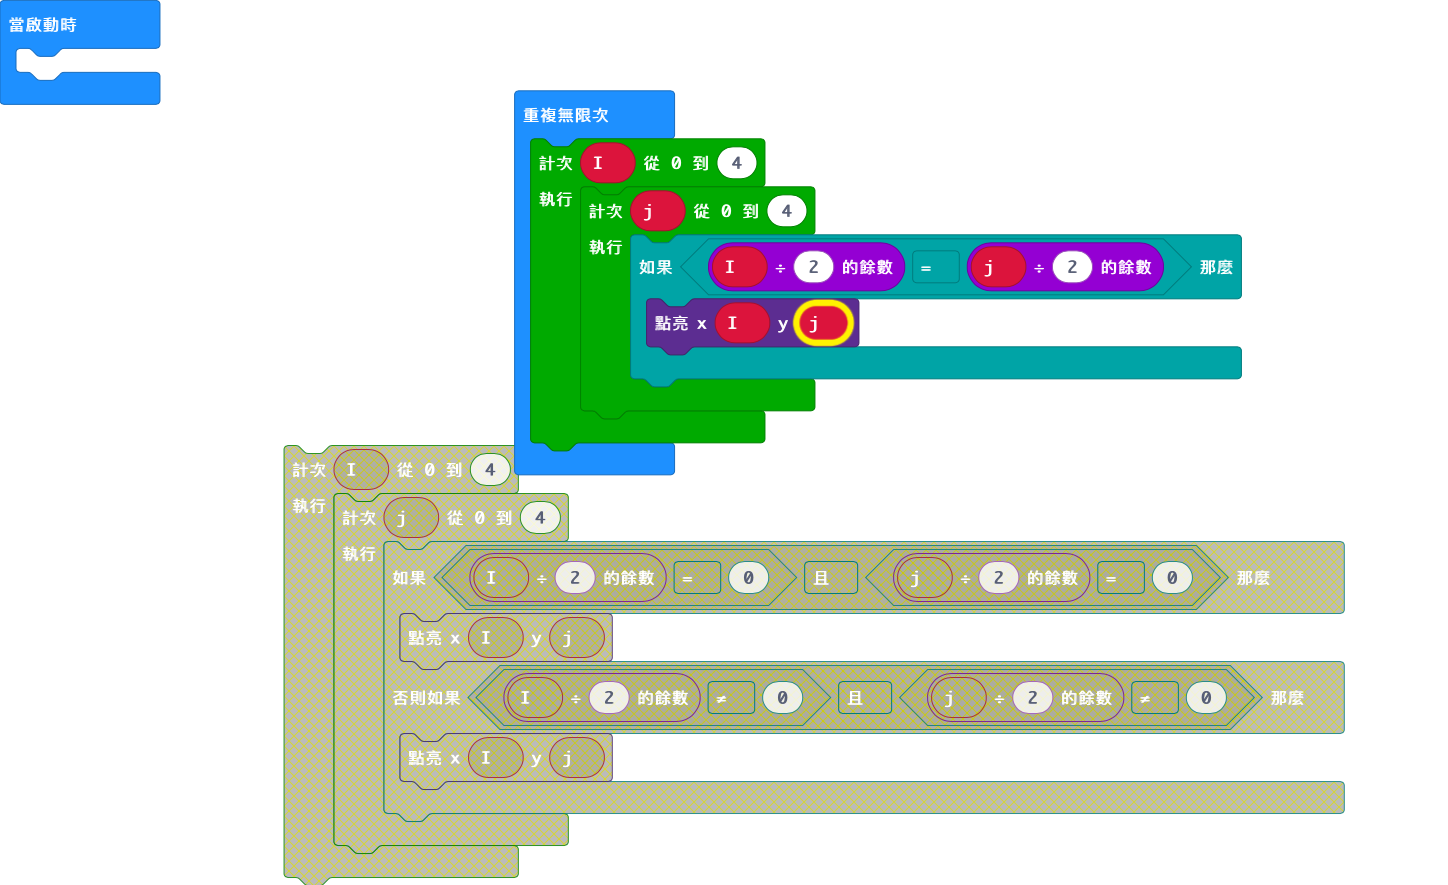 當啟動時
重複無限次
計次 I 從 0 到 4
執行
計次 j 從 0 到 4
執行
如果 I ÷ 2 的餘數 = j ÷ 2 的餘數 那麼
點亮 x I y j
計次 I 從 0 到 4
執行
計次 j 從 0 到 4
執行
如果 I ÷ 2 的餘數 = 0 且 j ÷ 2 的餘數 = 0 那麼
點亮 x I y j
否則如果 I ÷ 2 的餘數 ≠ 0 且 j ÷ 2 的餘數 ≠ 0 那麼
點亮 x I y j